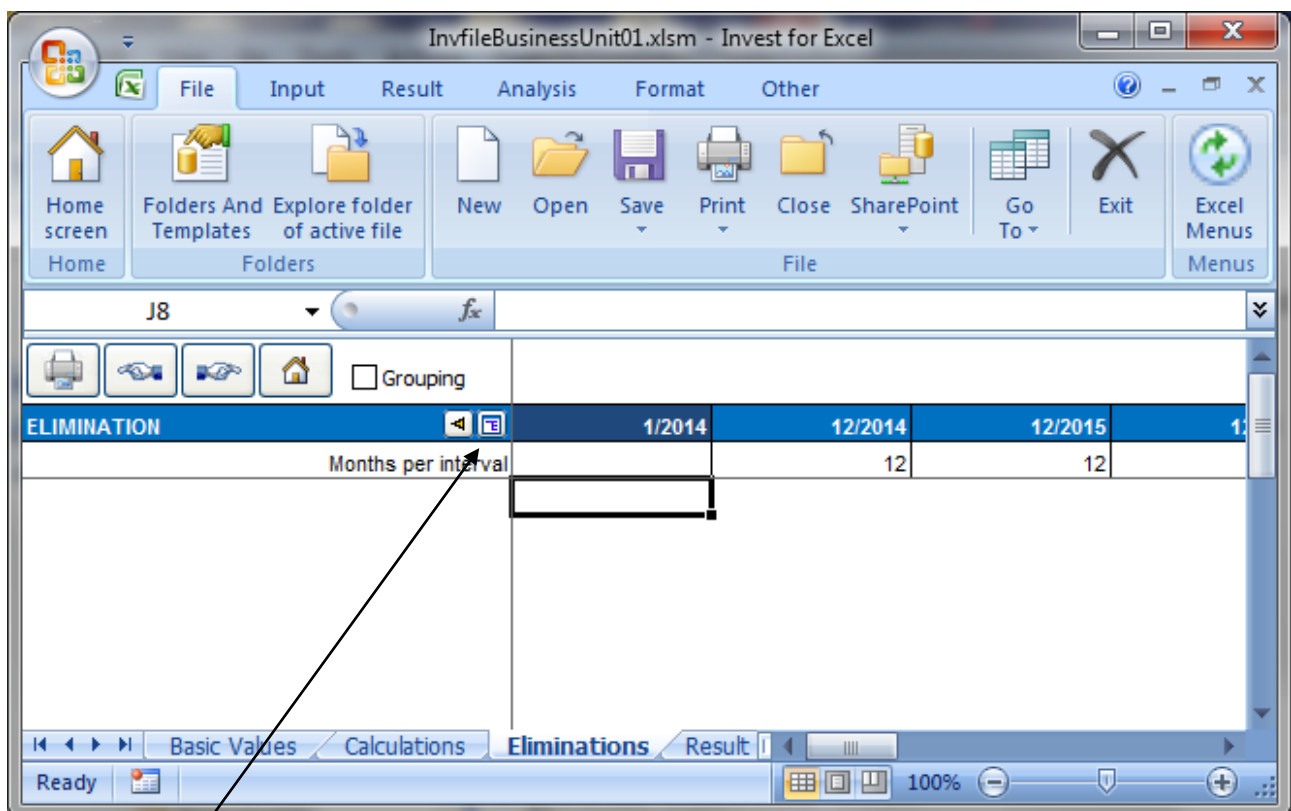 InvfileBusinessUnit01.xlsm - Invest for Excel
File Input Result Analysis Format Other
Home screen
Folders And Templates
Explore folder of active file
New Open Save Print Close SharePoint Go To Exit
Excel Menus
Home Folders File Menus
J8 fx
Grouping
ELIMINATION 1/2014 12/2014 12/2015
Months per interval 12 12
Basic Values Calculations Eliminations Result
Ready 100%